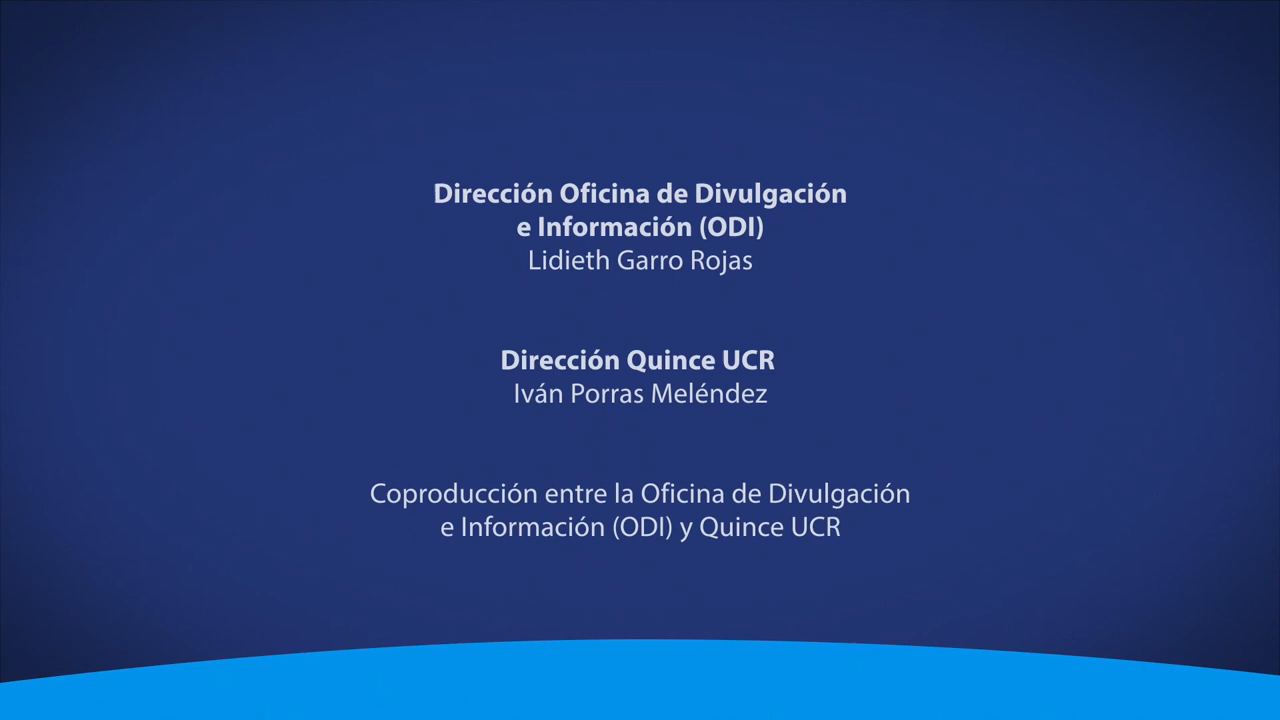 Dirección Oficina de Divulgación
e Información (ODI)
Lidieth Garro Rojas
Dirección Quince UCR
Iván Porras Meléndez
Coproducción entre la Oficina de Divulgación
e Información (ODI) y Quince UCR